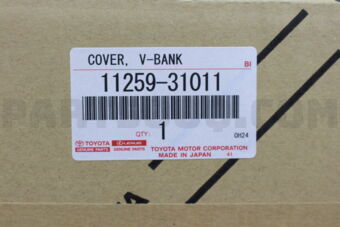 COVER, V-BANK
BI
11259-31011
QTY:
1
0H24
TOYOTA LEXUS
GENUINE PARTS GENUINE PARTS
TOYOTA MOTOR CORPORATION
MADE IN JAPAN 41